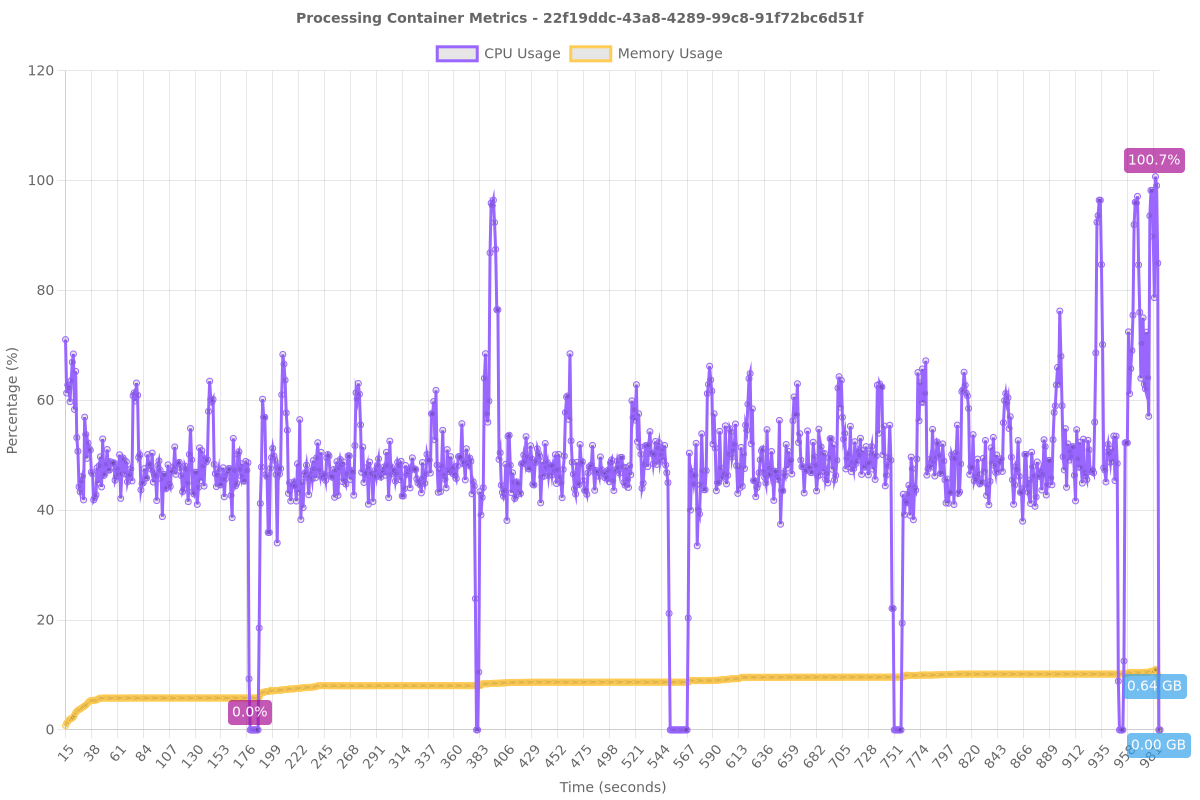 Processing Container Metrics - 22f19ddc-43a8-4289-99c8-91f72bc6d51f
CPU Usage
Memory Usage
Percentage (%)
120
100
80
60
40
20
0
100.7%
0.0%
0.64 GB
0.00 GB
15 38 61 84 107 130 153 176 199 222 245 268 291 314 337 360 383 406 429 452 475 498 521 544 567 590 613 636 659 682 705 728 751 774 797 820 843 866 889 912 935
Time (seconds)